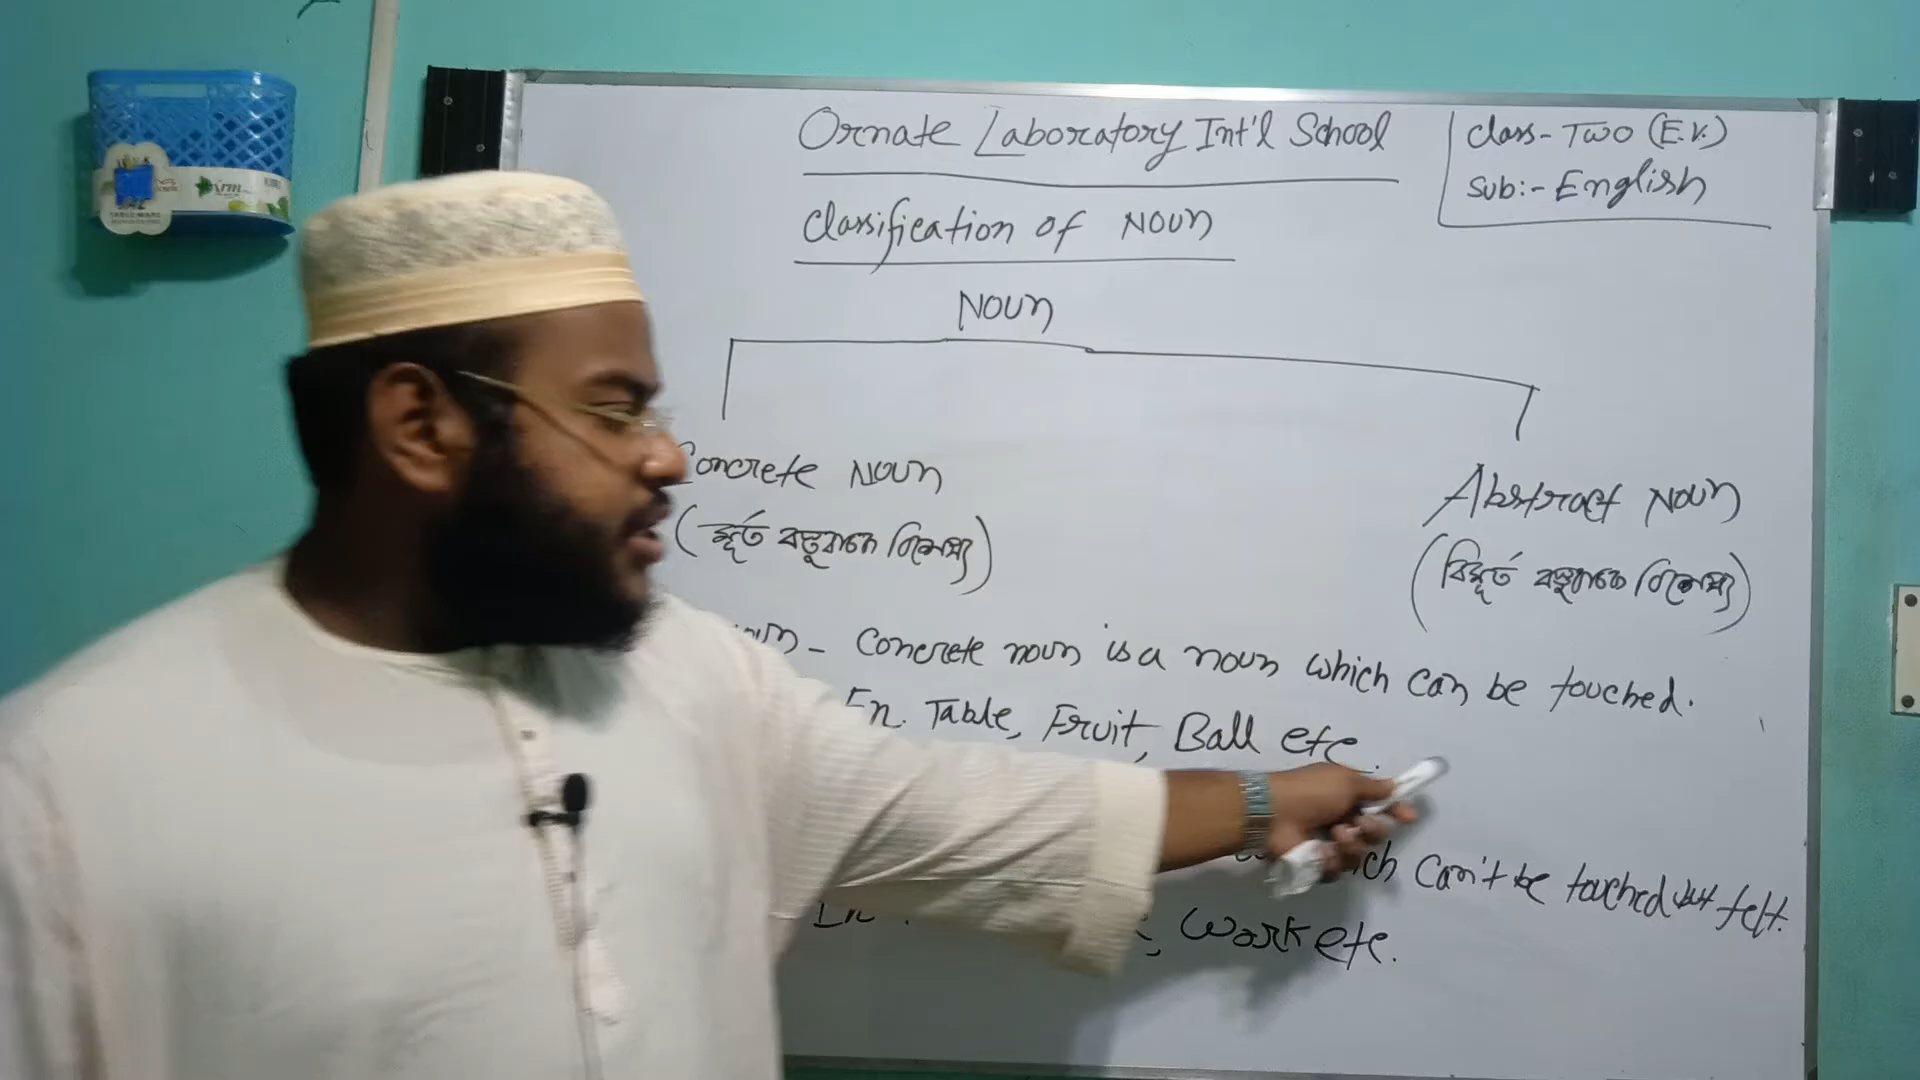 Ornate Laboratory Int'l School
Class- Two (E.V.)
Sub:- English
Classification of Noun
Noun
Concrete Noun
Abstract Noun
(মূর্ত বস্তুবাচক বিশেষ্য)
(বিমূর্ত বস্তুবাচক বিশেষ্য)
- Concrete noun is a noun which can be touched.
Ex. Table, Fruit, Ball etc.
can't be touched but felt.
, Work etc.